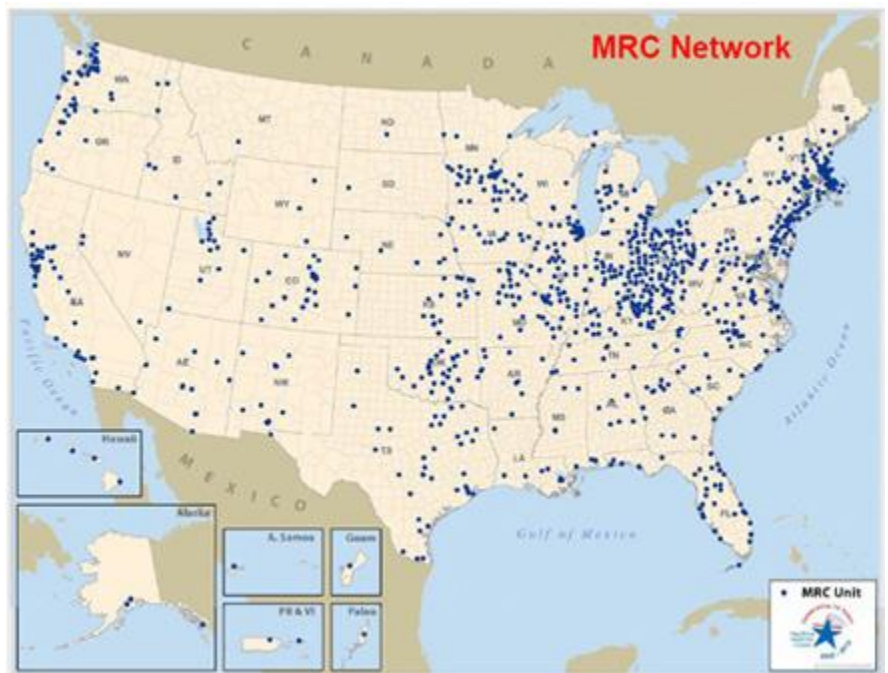 MRC Network
CANADA
WA
MT
ND
MN
ME
OR
ID
WY
SD
WI
MI
NY
VT
NV
UT
CO
NE
IA
IN
PA
WV
VA
CA
KS
MO
KY
NC
TN
AZ
NM
OK
AR
SC
MS
AL
GA
TX
LA
FL
Pacific Ocean
Atlantic Ocean
MEXICO
Gulf of Mexico
Hawaii
Alaska
A. Samoa
Guam
PR & VI
Palau
MRC Unit